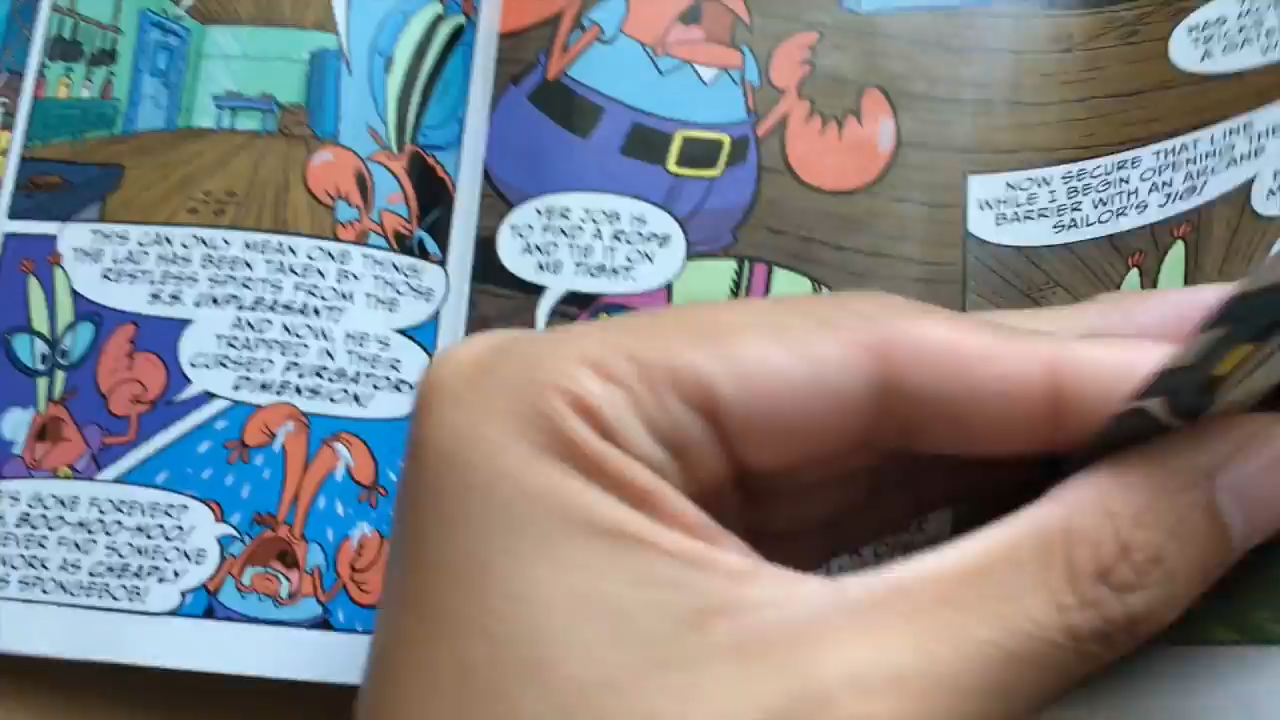 THIS CAN ONLY MEAN ONE THING:
THE LAD HAS BEEN TAKEN BY THOSE
RESTLESS SPIRITS FROM THE
S.S. UNPLEASANT!
AND NOW, HE'S
TRAPPED IN THEIR
CURSED PURGATORY
DIMENSION!
GONE FOREVER!
BOO-HOO-HOO!
FIND SOMEONE
WORK AS CHEAPLY
SPONGEBOB!
YER JOB IS
TO FIND A ROPE
AND TIE IT ON
ME TIGHT.
NOW SECURE THAT LINE
WHILE I BEGIN OPENING THE
BARRIER WITH AN ARCANE
SAILOR'S JIG!